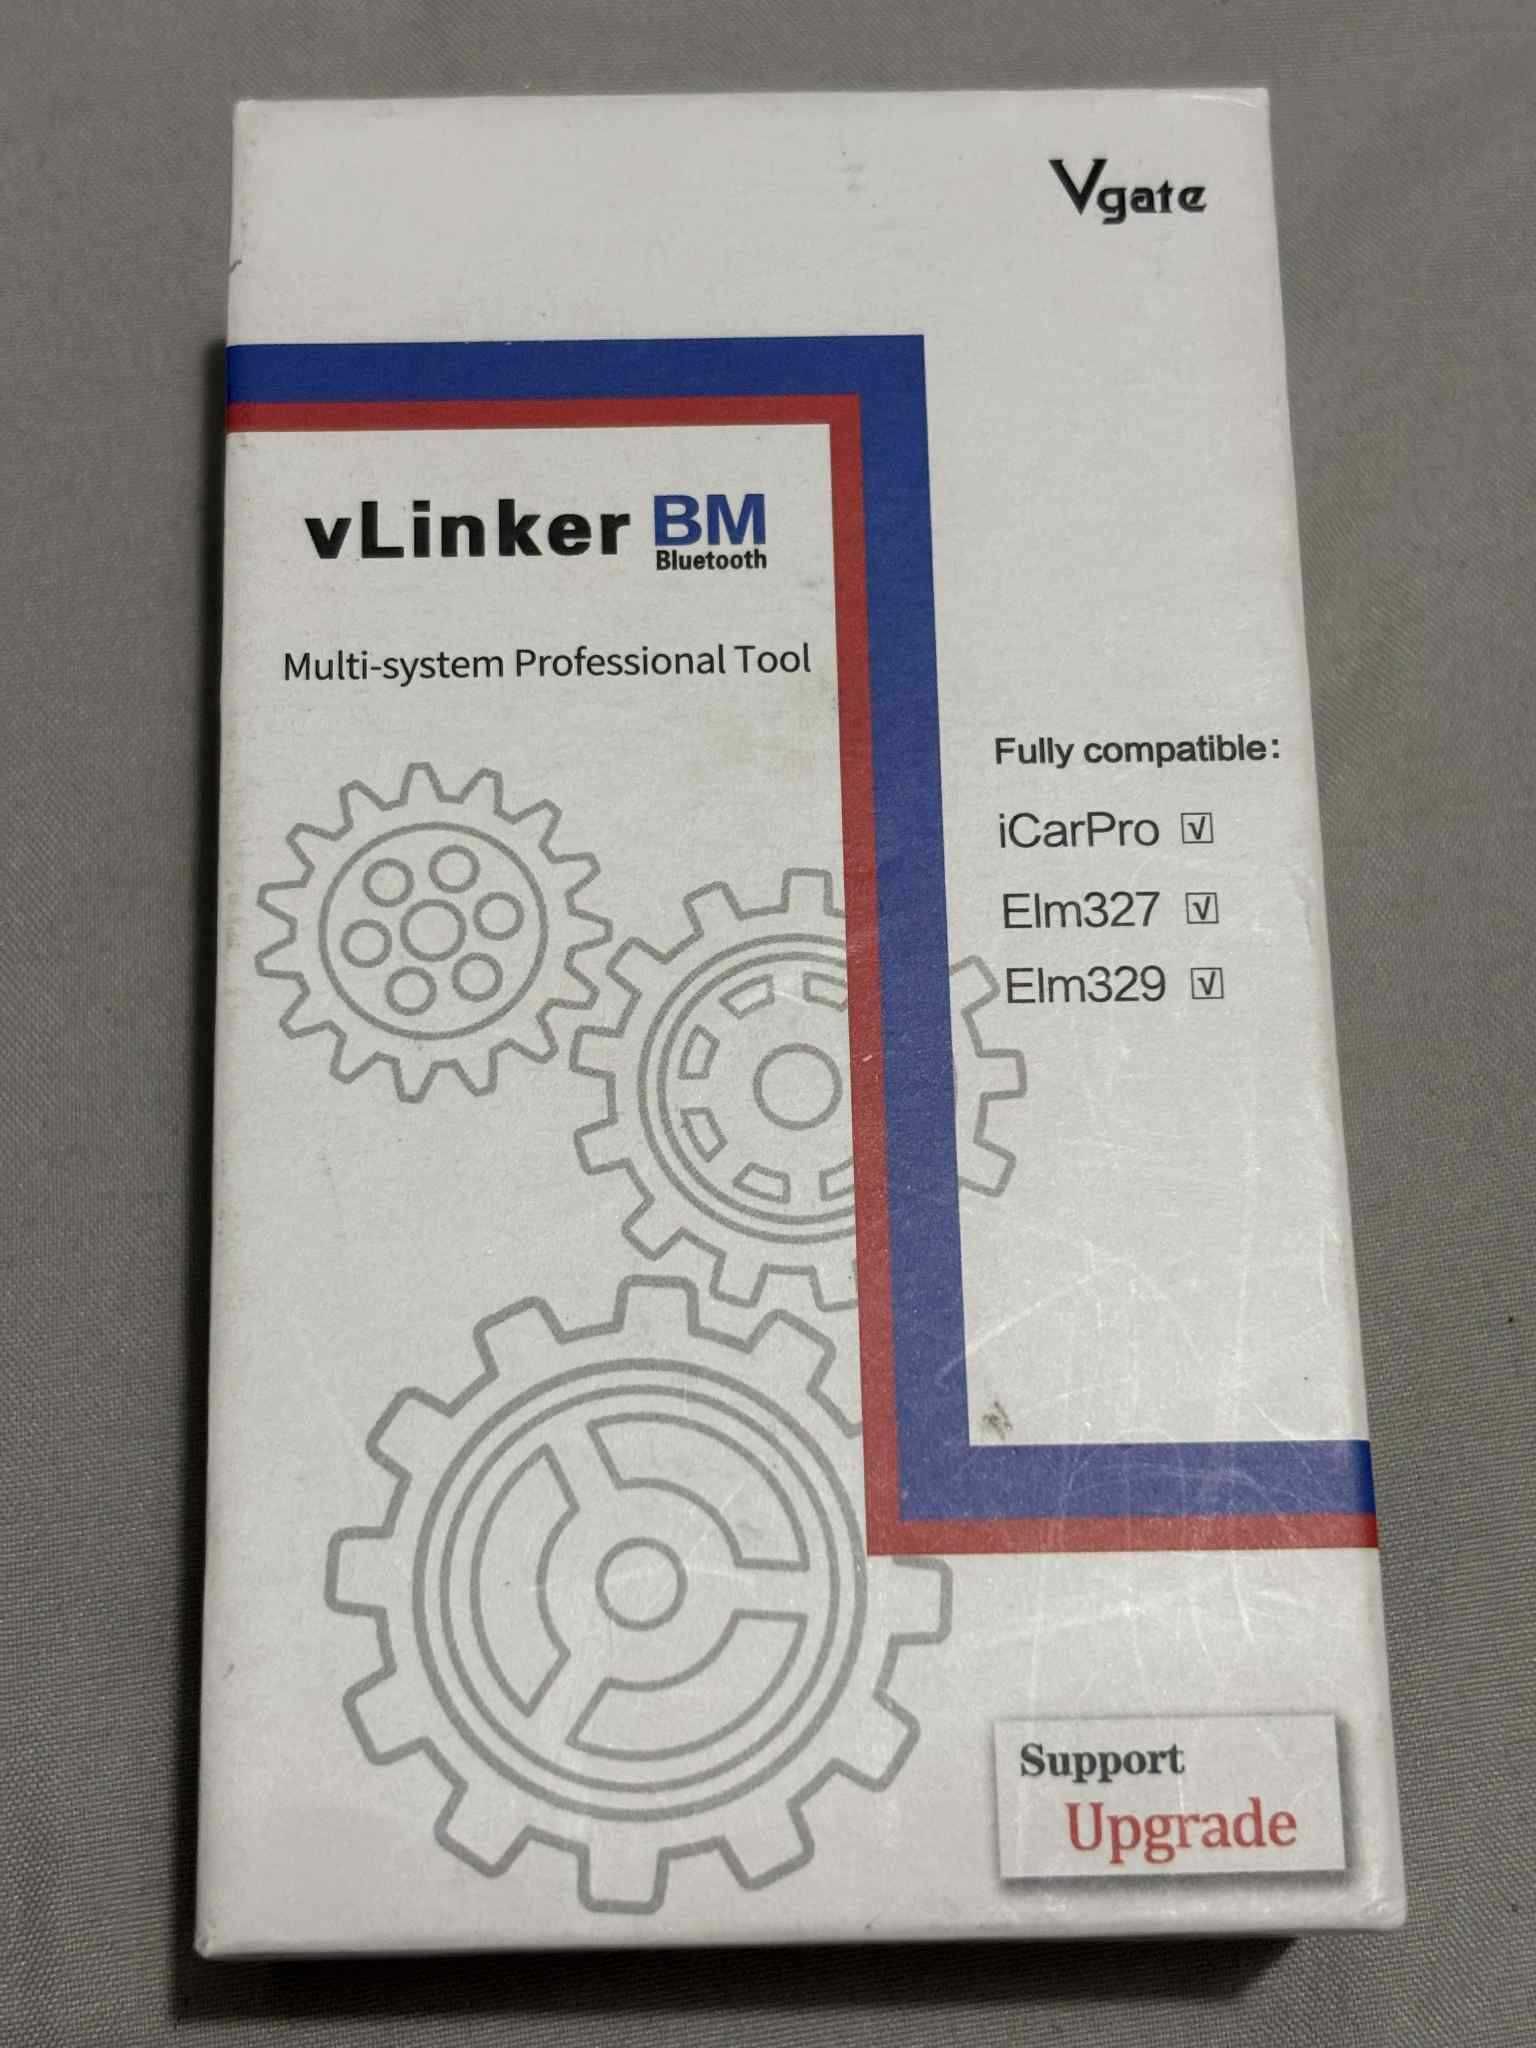 Vgate
vLinker BM
Bluetooth
Multi-system Professional Tool
Fully compatible:
iCarPro ☑
Elm327 ☑
Elm329 ☑
Support
Upgrade